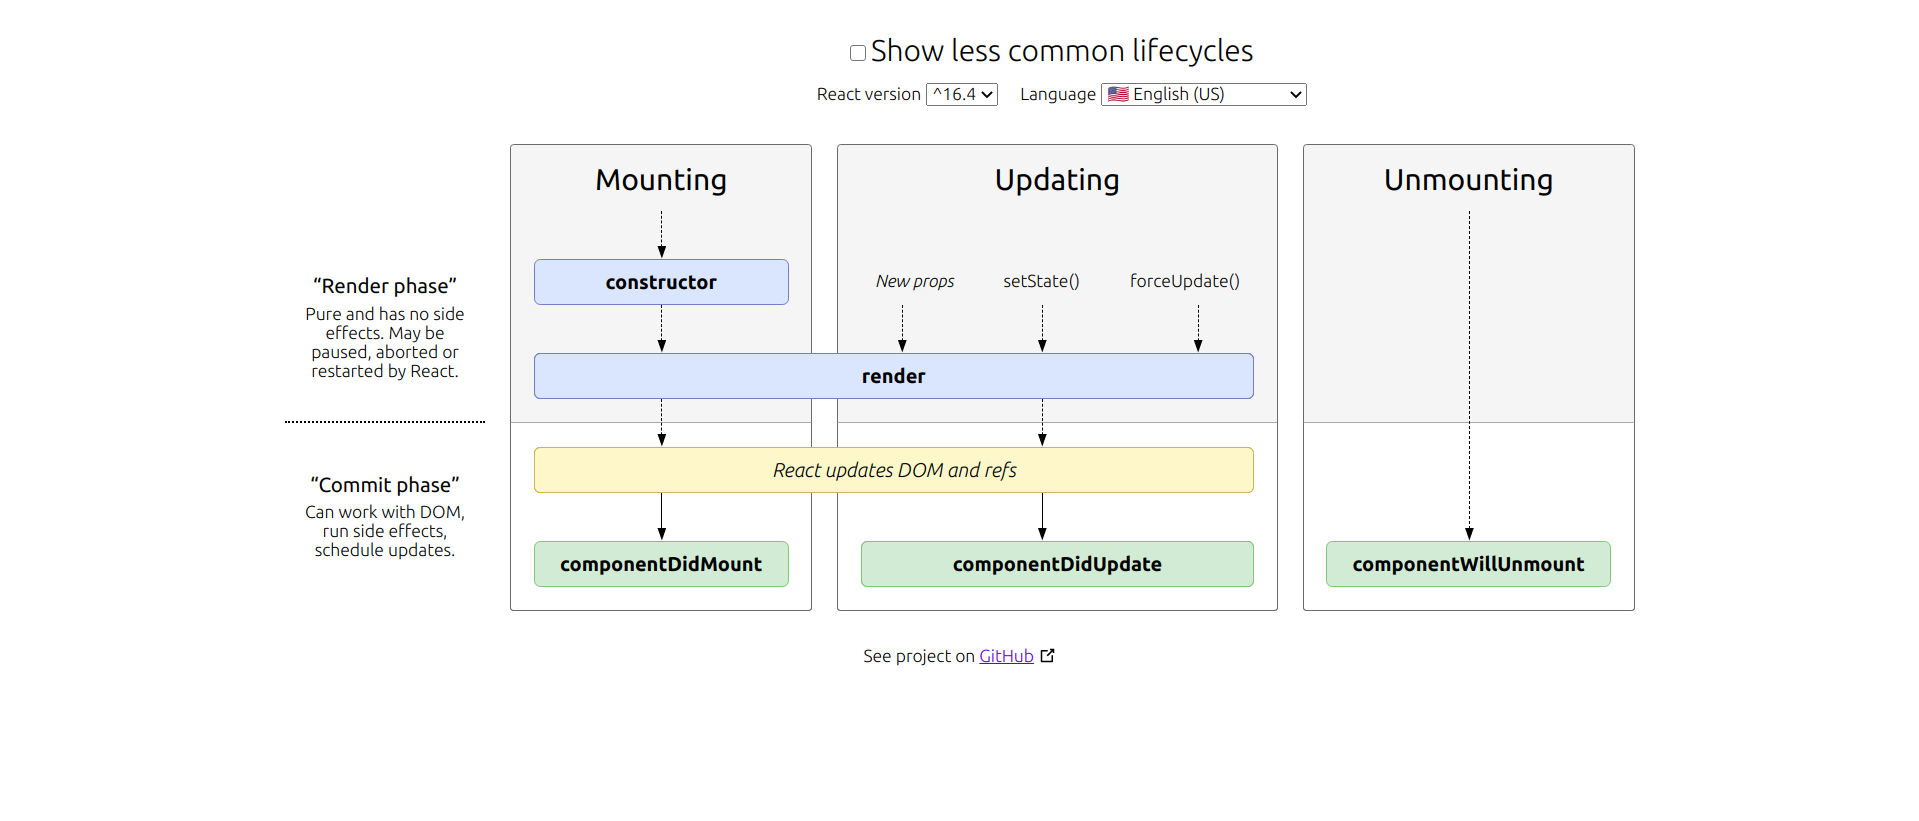 Show less common lifecycles
React version ^16.4 Language 🇺🇸 English (US)
Mounting
Updating
Unmounting
“Render phase”
Pure and has no side
effects. May be
paused, aborted or
restarted by React.
constructor
New props
setState()
forceUpdate()
render
“Commit phase”
Can work with DOM,
run side effects,
schedule updates.
React updates DOM and refs
componentDidMount
componentDidUpdate
componentWillUnmount
See project on GitHub